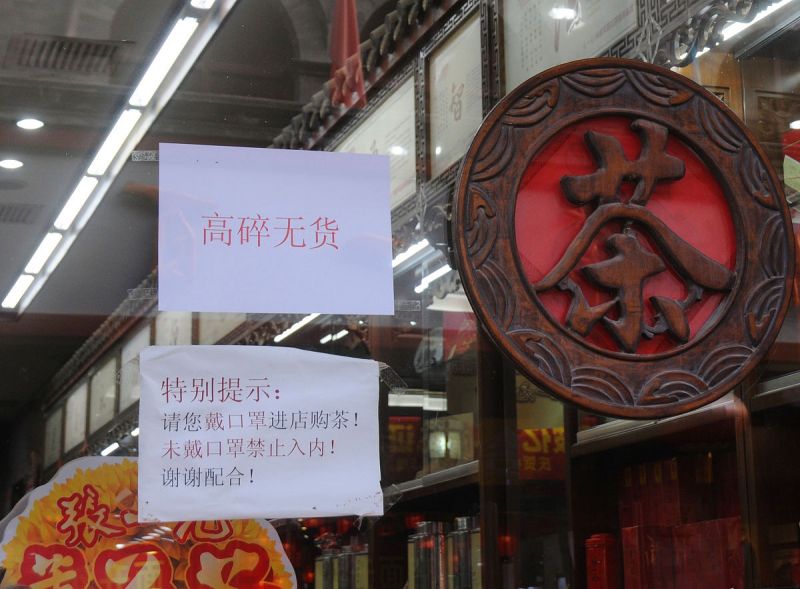 高碎无货
茶
特别提示：
请您戴口罩进店购茶！
未戴口罩禁止入内！
谢谢配合！
張